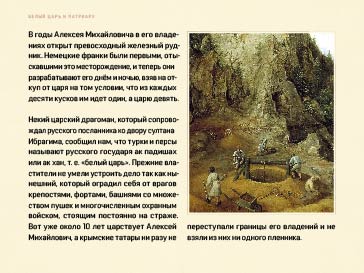 БЕЛЫЙ ЦАРЬ И ПАТРИАРХ
В годы Алексея Михайловича в его владе-
ниях открыт превосходный железный руд-
ник. Немецкие франки были первыми, оты-
скавшими это месторождение, и теперь они
разрабатывают его днём и ночью, взяв на от-
куп от царя на том условии, что из каждых
десяти кусков им идет один, а царю девять.
Некий царский драгоман, который сопрово-
ждал русского посланника ко двору султана
Ибрагима, сообщил нам, что турки и персы
называют русского государя ак падишах
или ак хан, т. е. «белый царь». Прежние вла-
стители не умели устроить дело так как ны-
нешний, который оградил себя от врагов
крепостями, фортами, башнями со множе-
ством пушек и многочисленным охранным
войском, стоящим постоянно на страже.
Вот уже около 10 лет царствует Алексей
Михайлович, а крымские татары ни разу не
переступали границы его владений и не
взяли из них ни одного пленника.